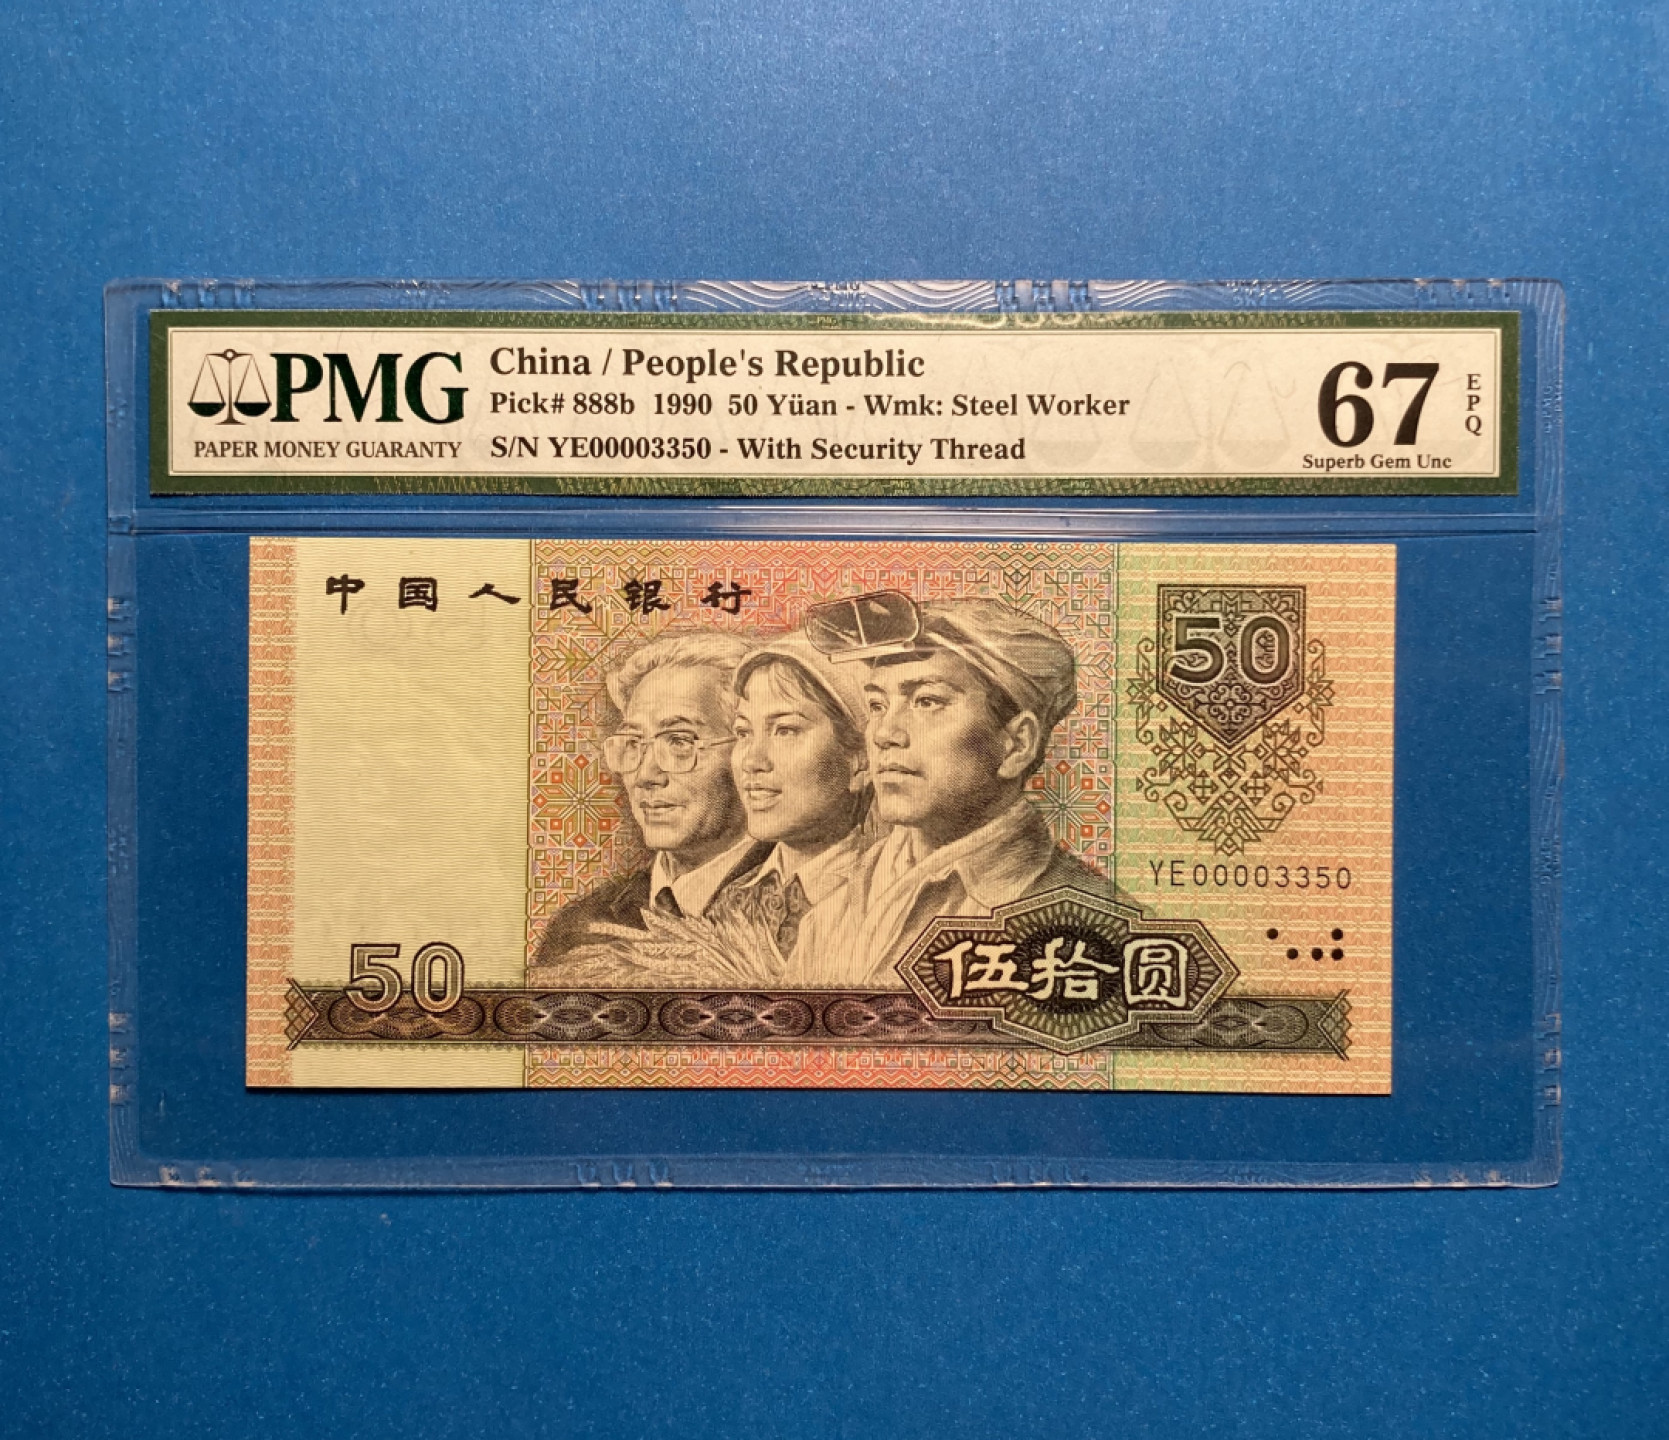 PMG
PAPER MONEY GUARANTY
China / People's Republic
Pick# 888b 1990 50 Yüan - Wmk: Steel Worker
S/N YE00003350 - With Security Thread
67
EPQ
Superb Gem Unc
中国人民银行
50
YE00003350
50
伍拾圆